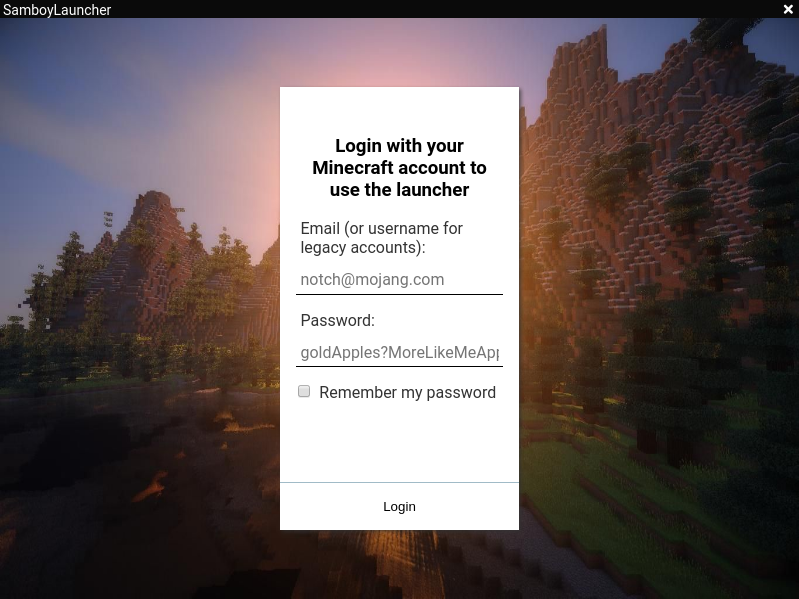 SamboyLauncher
Login with your
Minecraft account to
use the launcher
Email (or username for
legacy accounts):
notch@mojang.com
Password:
goldApples?MoreLikeMeApp
Remember my password
Login